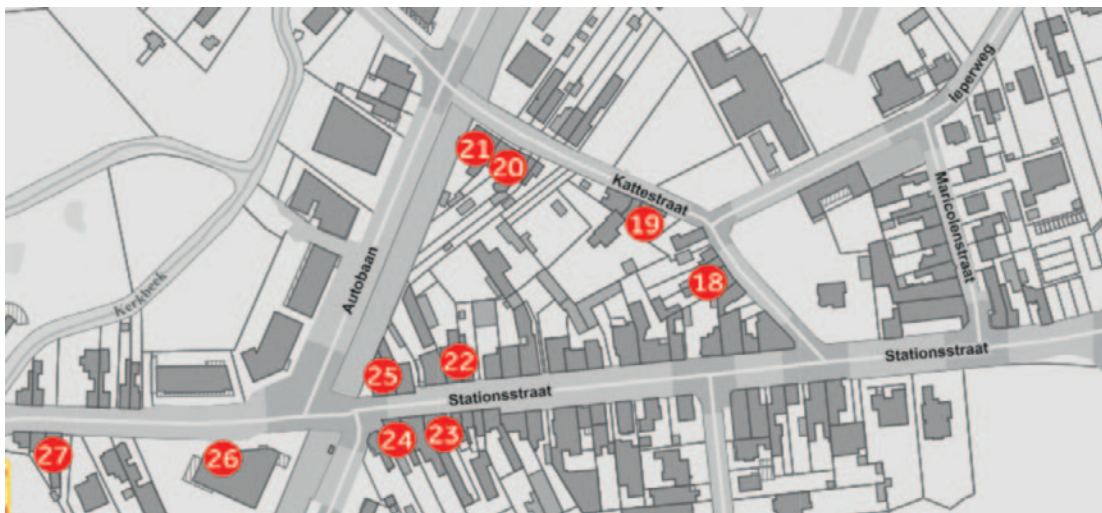 Ieperweg
21
20
Kattestraat
Maricolenstraat
19
Autobaan
Kerkbeek
18
22
Stationsstraat
25
Stationsstraat
24
23
27
26